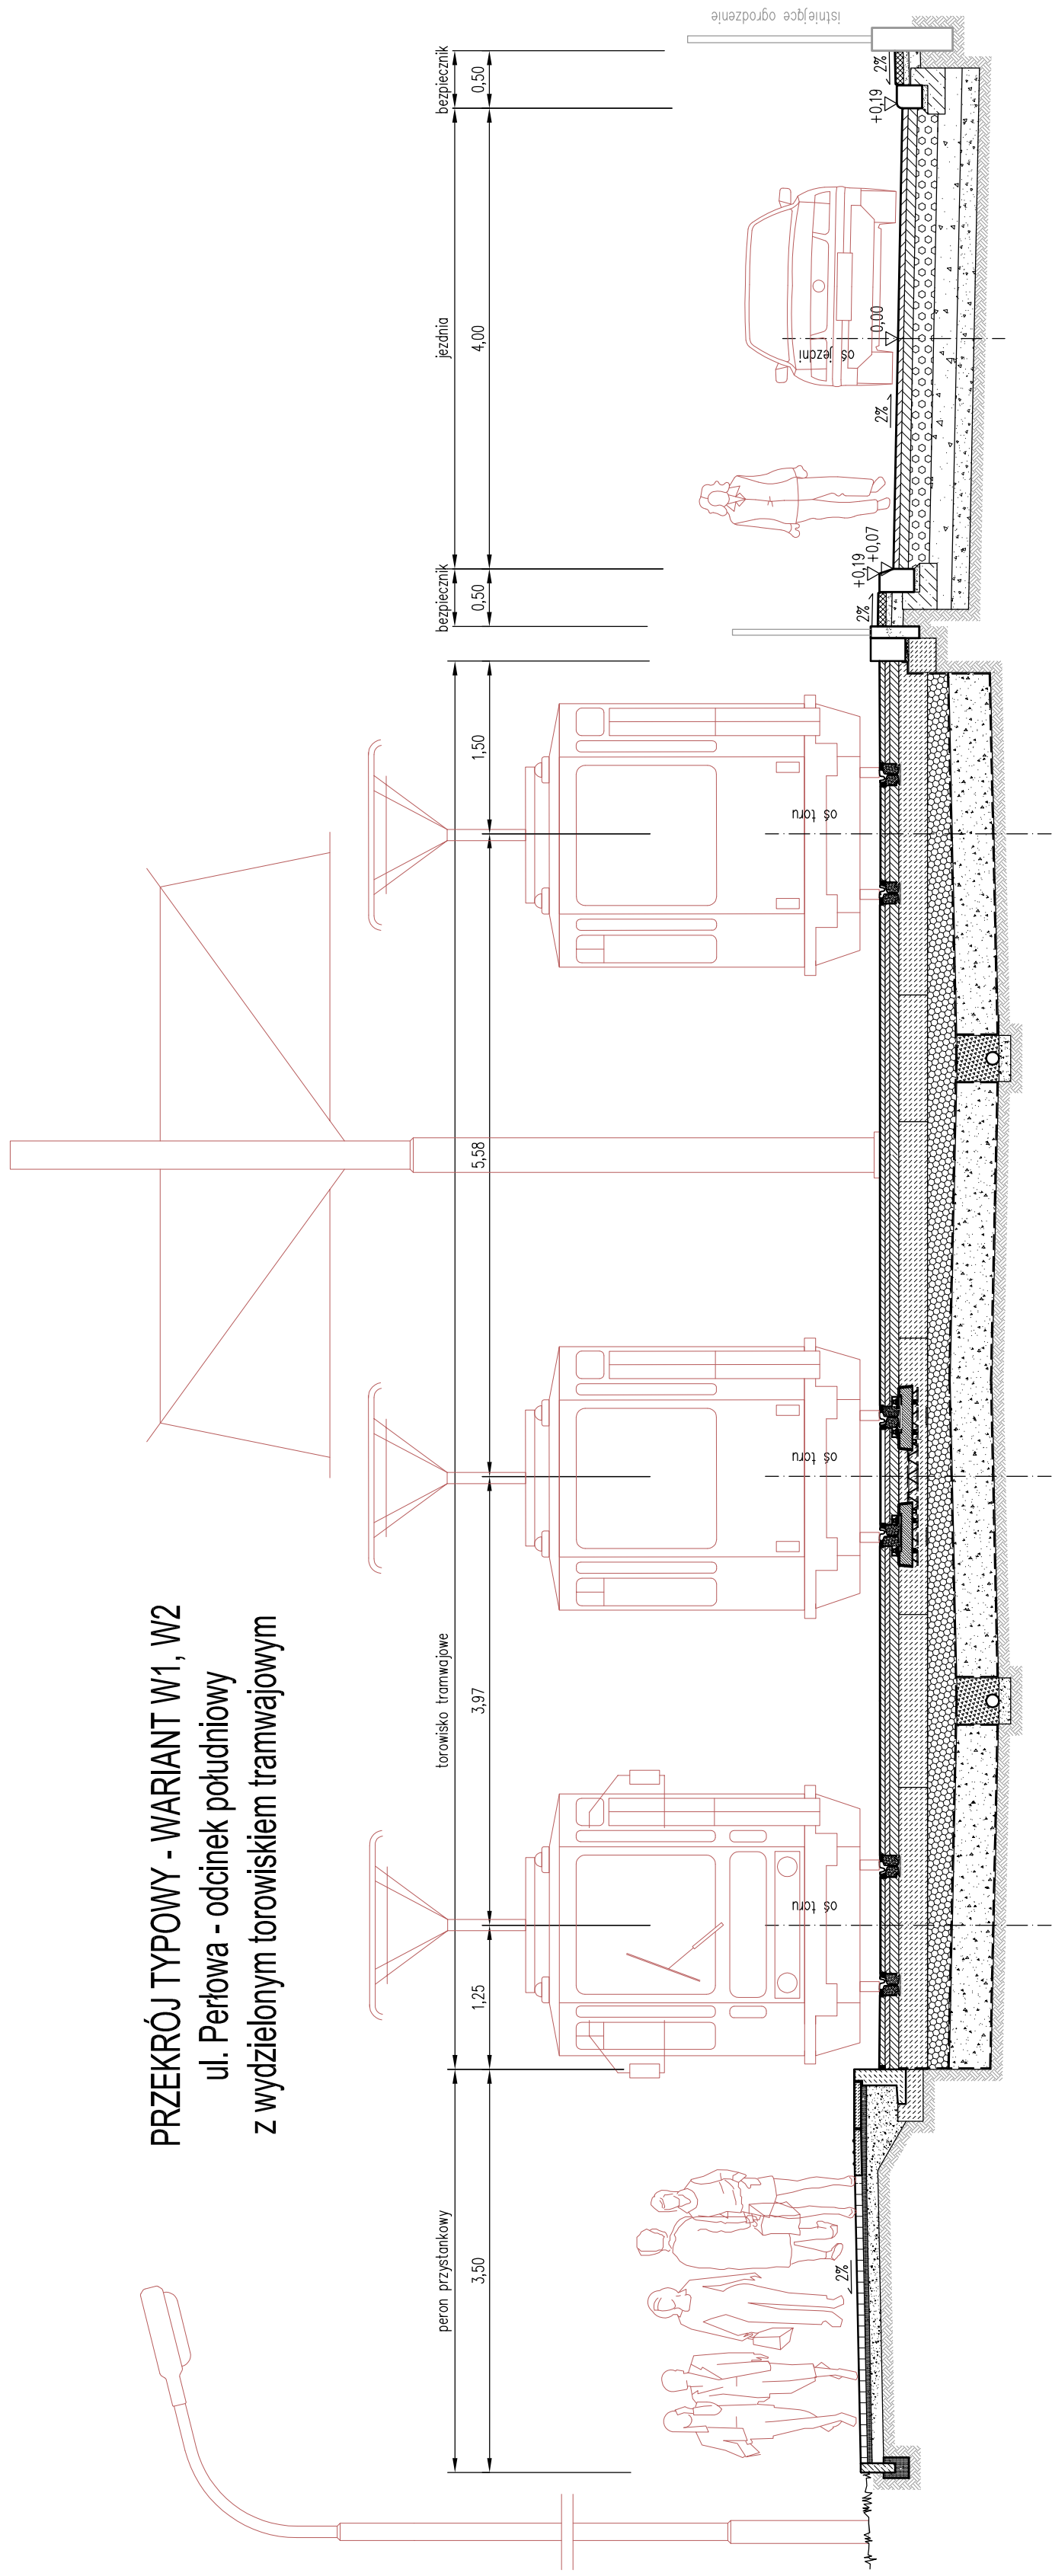 PRZEKRÓJ TYPOWY - WARIANT W1, W2
ul. Perłowa - odcinek południowy
z wydzielonym torowiskiem tramwajowym
peron przystankowy
torowisko tramwajowe
bezpiecznik
jezdnia
bezpiecznik
3,50
1,25
3,97
5,58
1,50
0,50
4,00
0,50
istniejące ogrodzenie
2%
oś toru
oś toru
oś toru
2%
+0,19
+0,07
2%
oś jezdni
0,00
+0,19
2%